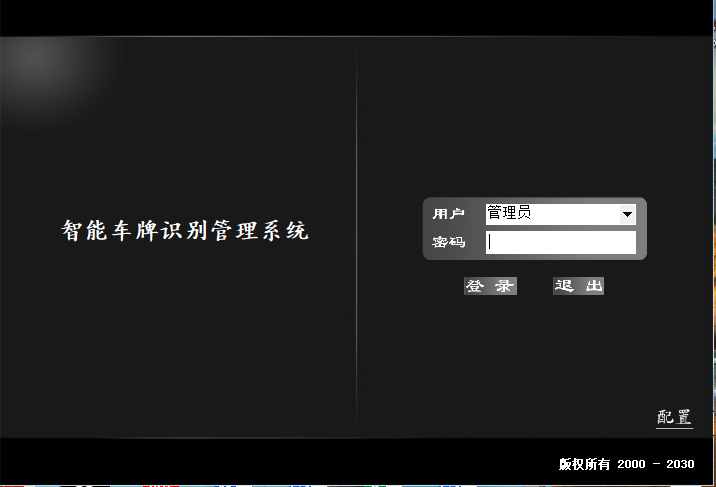 智能车牌识别管理系统
用户 管理员
密码
登 录 退 出
配置
版权所有 2000 - 2030